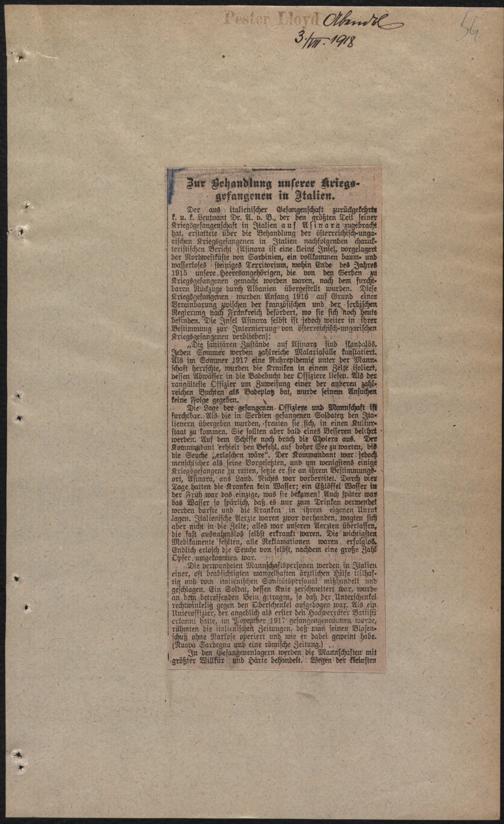 Pester Lloyd Abendbl
54
3/VIII. 1918
Zur Behandlung unserer Kriegs-
gefangenen in Italien.
Der aus italienischer Gefangenschaft zurückgekehrte
k. u. k. Leutnant Dr. A. v. B., der den größten Teil seiner
Kriegsgefangenschaft in Italien auf Asinara zugebracht
hat, erstattete über die Behandlung der österreichisch-unga-
rischen Kriegsgefangenen in Italien nachfolgenden charak-
teristischen Bericht (Asinara ist eine kleine Insel, vorgelagert
der Nordwestküste von Sardinien, ein vollkommen baum- und
wasserloses steiniges Territorium, wohin Ende des Jahres
1915 unsere Heeresangehörigen, die von den Serben zu
Kriegsgefangenen gemacht worden waren, nach dem furcht-
baren Rückzuge durch Albanien übergestellt wurden. Diese
Kriegsgefangenen wurden Anfang 1916 auf Grund einer
Vereinbarung zwischen der französischen und der serbischen
Regierung nach Frankreich befördert, wo sie sich noch heute
befinden. Die Insel Asinara selbst ist jedoch weiter in ihrer
Bestimmung zur Internierung von österreichisch-ungarischen
Kriegsgefangenen verblieben):
„Die sanitären Zustände auf Asinara sind skandalös.
Jeden Sommer werden zahlreiche Malariafälle konstatiert.
Als im Sommer 1917 eine Ruhrepidemie unter der Mann-
schaft herrschte, wurden die Kranken in einem Zelte isoliert,
dessen Abwässer in die Badebucht der Offiziere liefen. Als der
rangälteste Offizier um Zuweisung einer der anderen zahl-
reichen Buchten als Badeplatz bat, wurde seinem Ansuchen
keine Folge gegeben.
Die Lage der gefangenen Offiziere und Mannschaft ist
furchtbar. Als die in Serbien gefangenen Soldaten den Ita-
lienern übergeben wurden, freuten sie sich, in einen Kultur-
staat zu kommen. Sie sollten aber bald eines Besseren belehrt
werden. Auf dem Schiffe noch brach die Cholera aus. Der
Kommandant erhielt den Befehl, auf hoher See zu warten, bis
die Seuche „erloschen wäre". Der Kommandant war jedoch
menschlicher als seine Vorgesetzten, und um wenigstens einige
Kriegsgefangene zu retten, setzte er sie an ihrem Bestimmungs-
ort, Asinara, ans Land. Nichts war vorbereitet. Durch vier
Tage hatten die Kranken kein Wasser; ein Eßlöffel Wasser in
der Früh war das einzige, was sie bekamen! Auch später war
das Wasser so spärlich, daß es nur zum Trinken verwendet
werden durfte und die Kranken in ihrem eigenen Unrat
lagen. Italienische Aerzte waren zwar vorhanden, wagten sich
aber nicht in die Zelte; alles war unseren Aerzten überlassen,
die fast ausnahmslos selbst erkrankt waren. Die wichtigsten
Medikamente fehlten, alle Reklamationen waren erfolglos.
Endlich erlosch die Seuche von selbst, nachdem eine große Zahl
Opfer umgekommen war.
Die verwundeten Mannschaftspersonen werden in Italien
einer, oft beabsichtigten mangelhaften ärztlichen Hilfe teilhaf-
tig und von italienischem Sanitätspersonal mißhandelt und
geschlagen. Ein Soldat, dessen Knie zerschmettert war, wurde
an dem betreffenden Bein getragen, so daß der Unterschenkel
rechtwinkelig gegen den Oberschenkel aufgebogen war. Als ein
Unteroffizier, der angeblich als erster den Hochverräter Battisti
erkannt hatte, im November 1917 gefangengenommen wurde,
rühmten die italienischen Zeitungen, daß man seinen Blasen-
schuß ohne Narkose operiert und wie er dabei geweint habe.
(Nuova Sardegna und eine römische Zeitung.)
In den Gefangenenlagern werden die Mannschaften mit
größter Willkür und Härte behandelt. Wegen der kleinsten